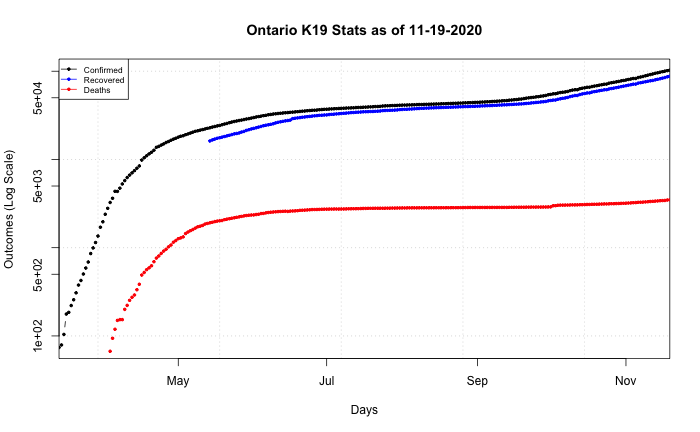 Ontario K19 Stats as of 11-19-2020
Confirmed
Recovered
Deaths
Outcomes (Log Scale)
5e+04
5e+03
5e+02
1e+02
May
Jul
Sep
Nov
Days